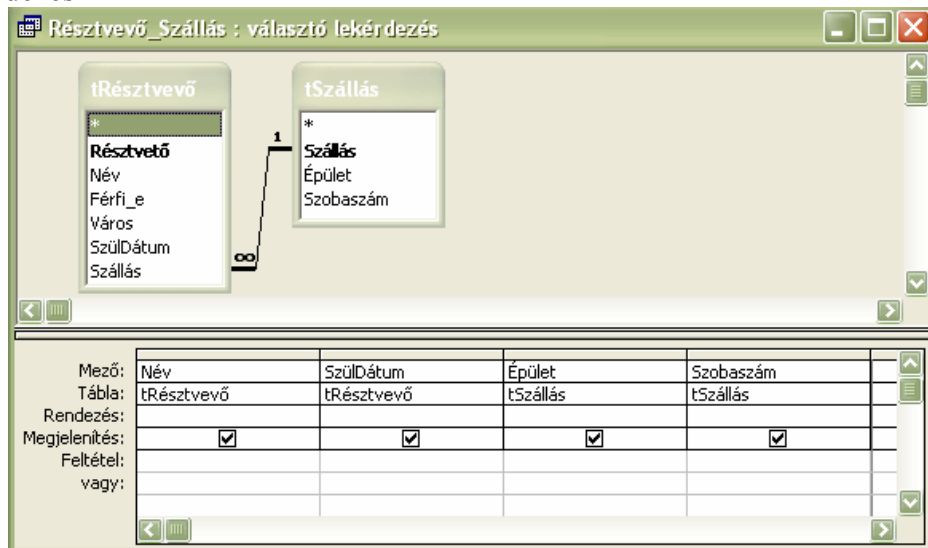 Résztvevő_Szállás : választó lekérdezés
tRésztvevő
*
Résztvető
Név
Férfi_e
Város
SzülDátum
Szállás
1
∞
tSzállás
*
Szállás
Épület
Szobaszám
Mező: Név SzülDátum Épület Szobaszám
Tábla: tRésztvevő tRésztvevő tSzállás tSzállás
Rendezés:
Megjelenítés:
Feltétel:
vagy: